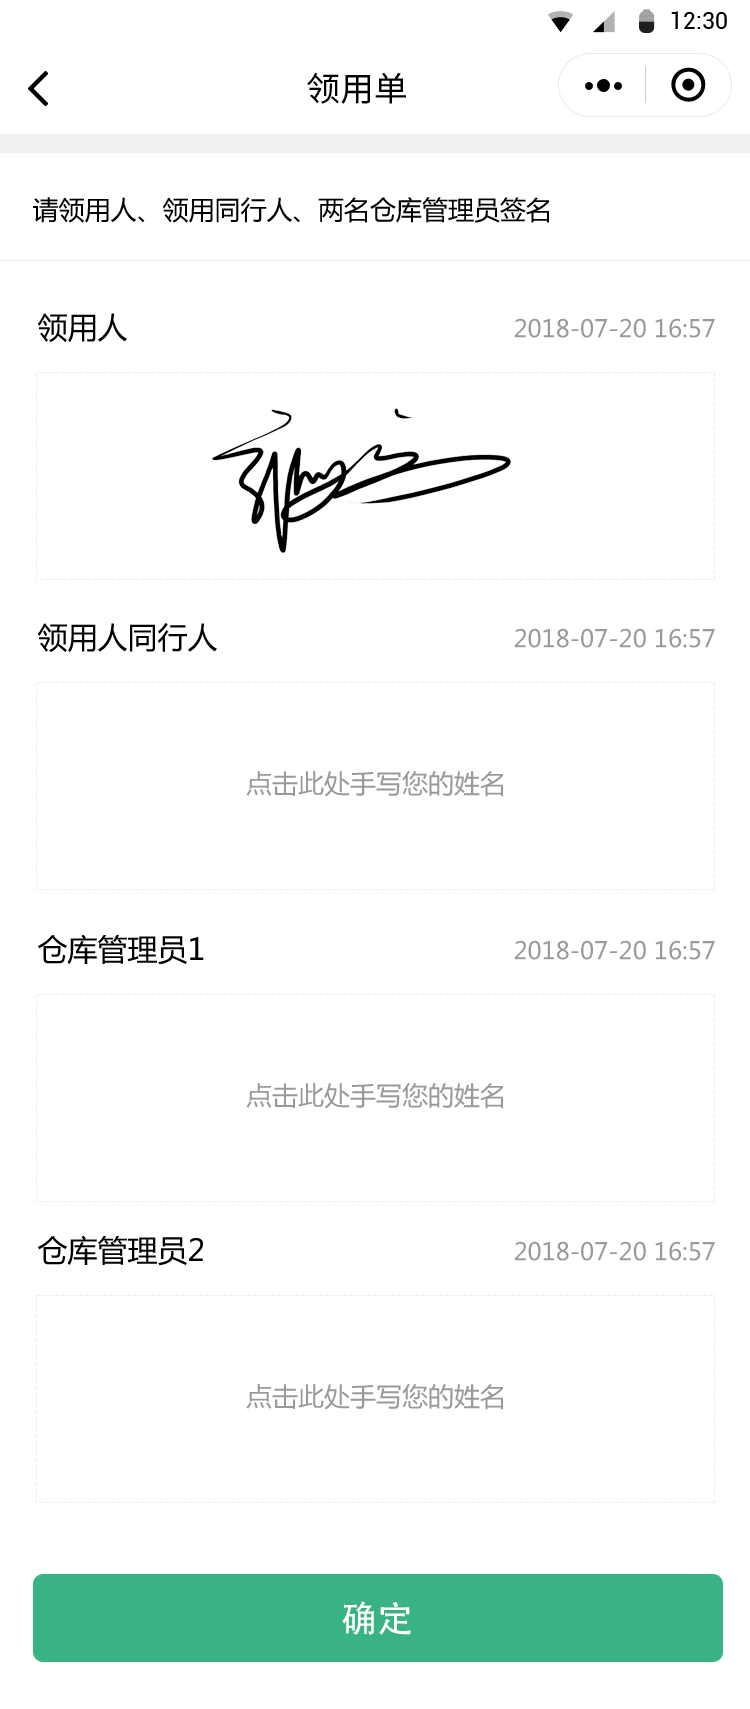 12:30
领用单
请领用人、领用同行人、两名仓库管理员签名
领用人
2018-07-20 16:57
领用人同行人
2018-07-20 16:57
点击此处手写您的姓名
仓库管理员1
2018-07-20 16:57
点击此处手写您的姓名
仓库管理员2
2018-07-20 16:57
点击此处手写您的姓名
确定